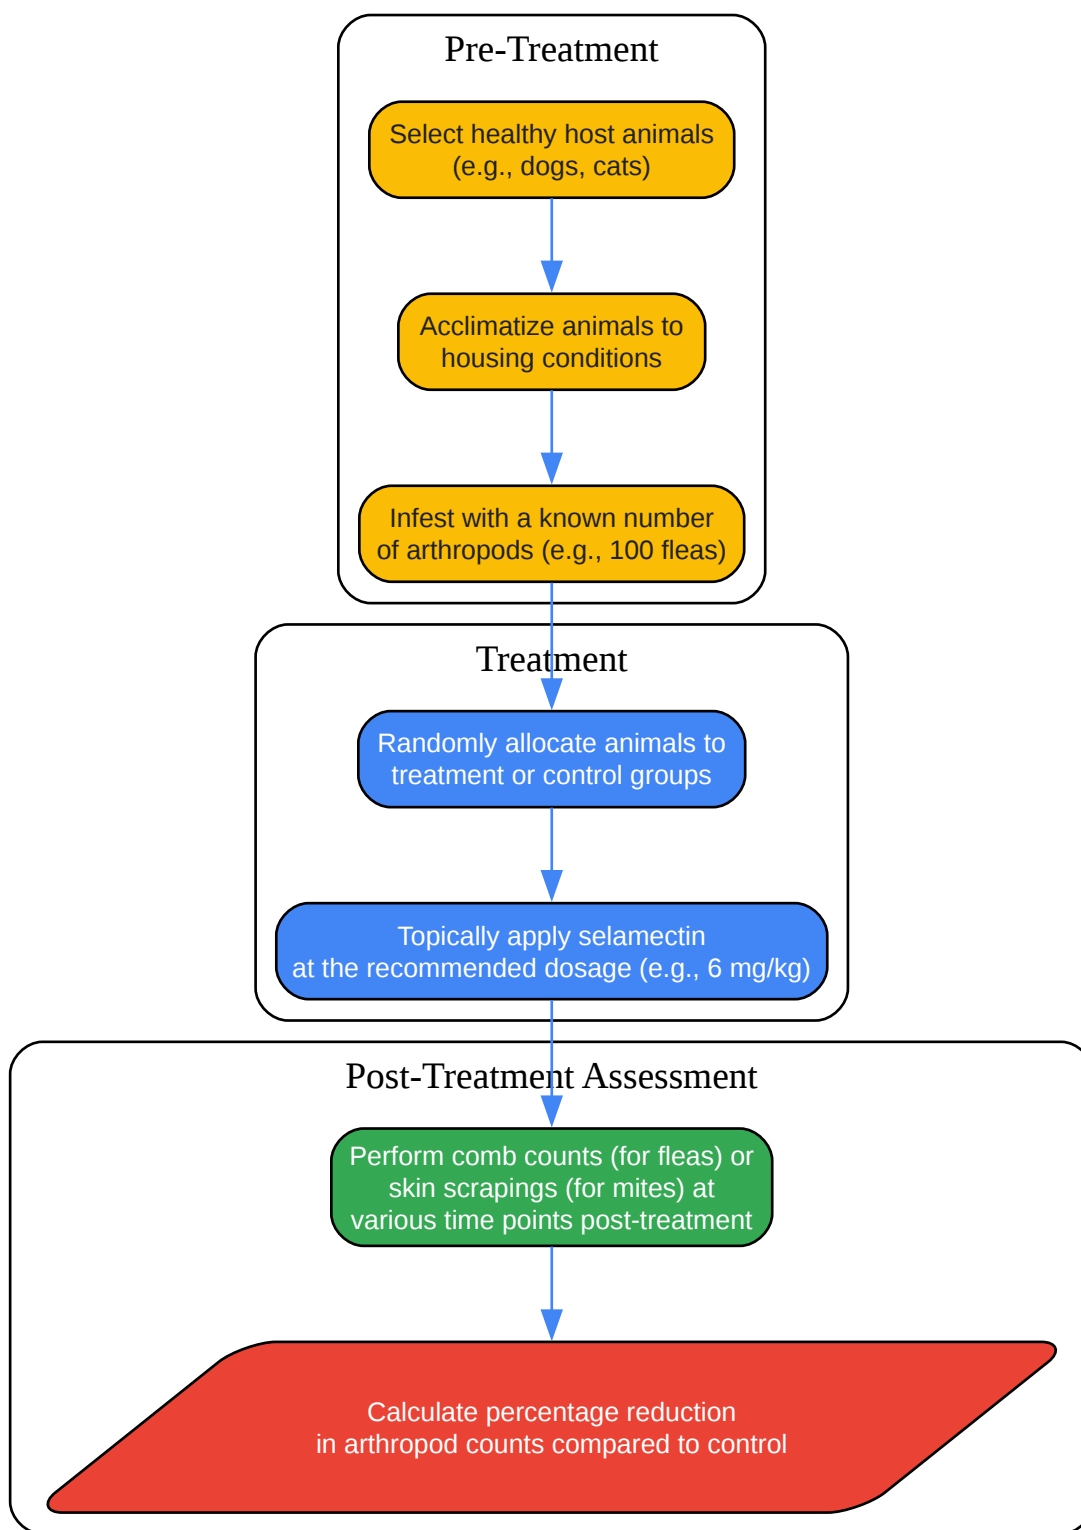 Pre-Treatment
Select healthy host animals
(e.g., dogs, cats)
Acclimatize animals to
housing conditions
Infest with a known number
of arthropods (e.g., 100 fleas)
Treatment
Randomly allocate animals to
treatment or control groups
Topically apply selamectin
at the recommended dosage (e.g., 6 mg/kg)
Post-Treatment Assessment
Perform comb counts (for fleas) or
skin scrapings (for mites) at
various time points post-treatment
Calculate percentage reduction
in arthropod counts compared to control